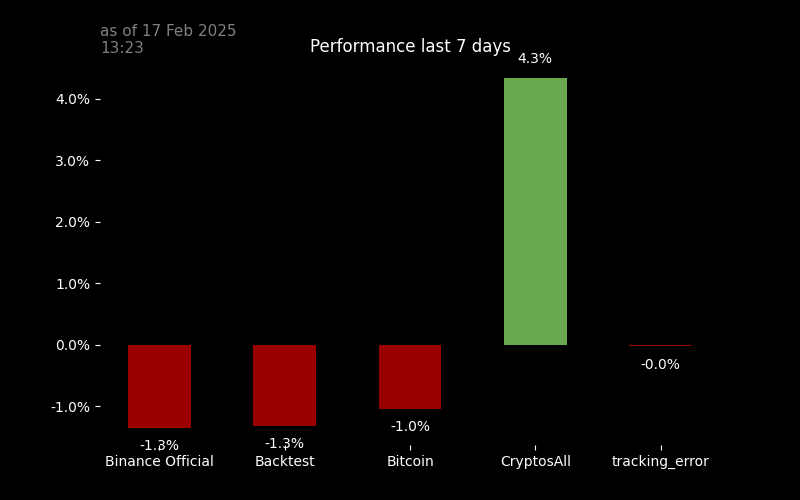 as of 17 Feb 2025
13:23
Performance last 7 days
4.3%
4.0%
3.0%
2.0%
1.0%
0.0%
-0.0%
-1.0%
-1.0%
-1.3%
-1.3%
Binance Official
Backtest
Bitcoin
CryptosAll
tracking_error